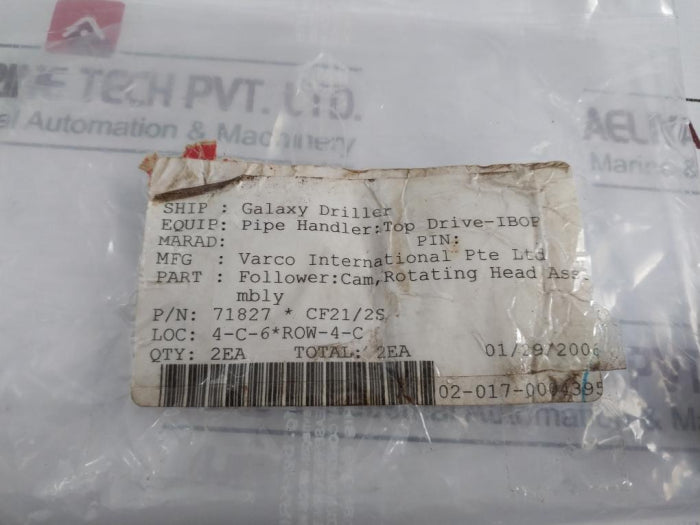 TECH PVT. LTD.
Automation & Machinery
SHIP : Galaxy Driller
EQUIP: Pipe Handler:Top Drive-IBOP
MARAD: PIN:
MFG : Varco International Pte Ltd
PART : Follower:Cam,Rotating Head Asse
mbly
P/N: 71827 * CF21/2S
LOC: 4-C-6*ROW-4-C
QTY: 2EA TOTAL: 2EA 01/29/2006
02-017-0004395
Automation &